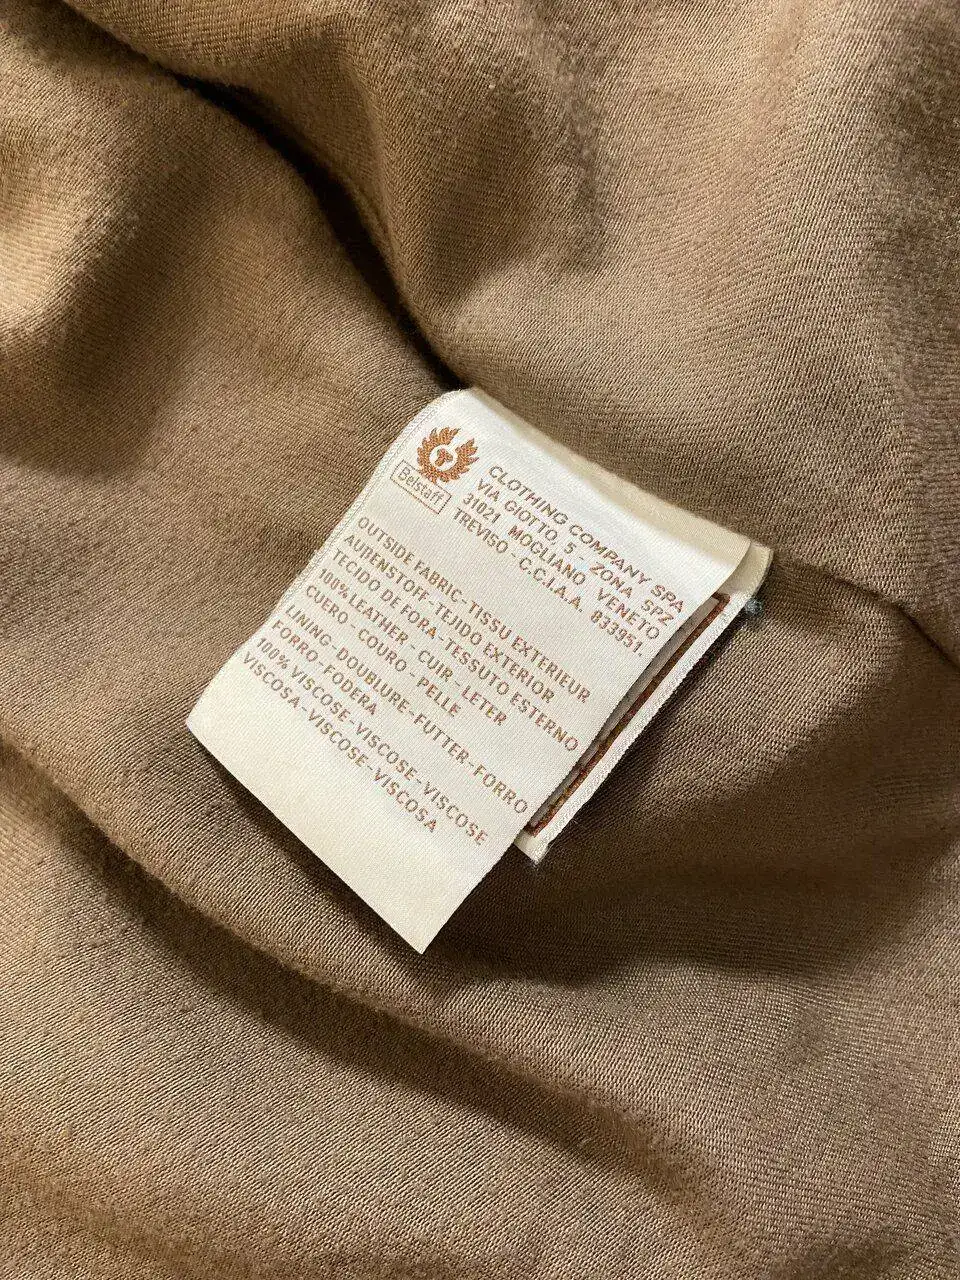 Belstaff
CLOTHING COMPANY SPA
VIA GIOTTO, 5 - ZONA SPZ
31021 MOGLIANO VENETO
TREVISO - C.C.I.A.A. 833951.
OUTSIDE FABRIC-TISSU EXTERIEUR
AUBENSTOFF-TEJIDO EXTERIOR
TECIDO DE FORA-TESSUTO ESTERNO
100% LEATHER - CUIR - LETER
CUERO - COURO - PELLE
LINING-DOUBLURE-FUTTER-FORRO
FORRO-FODERA
100% VISCOSE-VISCOSE-VISCOSE
VISCOSA-VISCOSE-VISCOSA